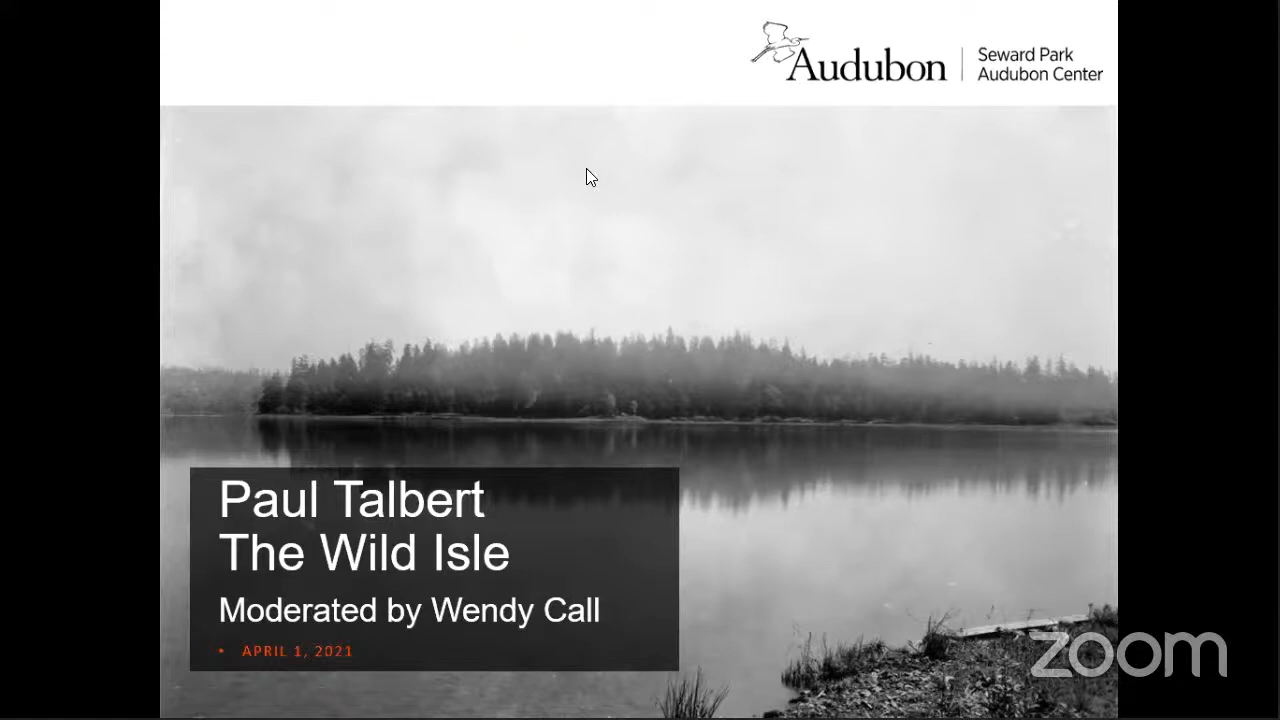 Audubon
Seward Park
Audubon Center
Paul Talbert
The Wild Isle
Moderated by Wendy Call
• APRIL 1, 2021
zoom